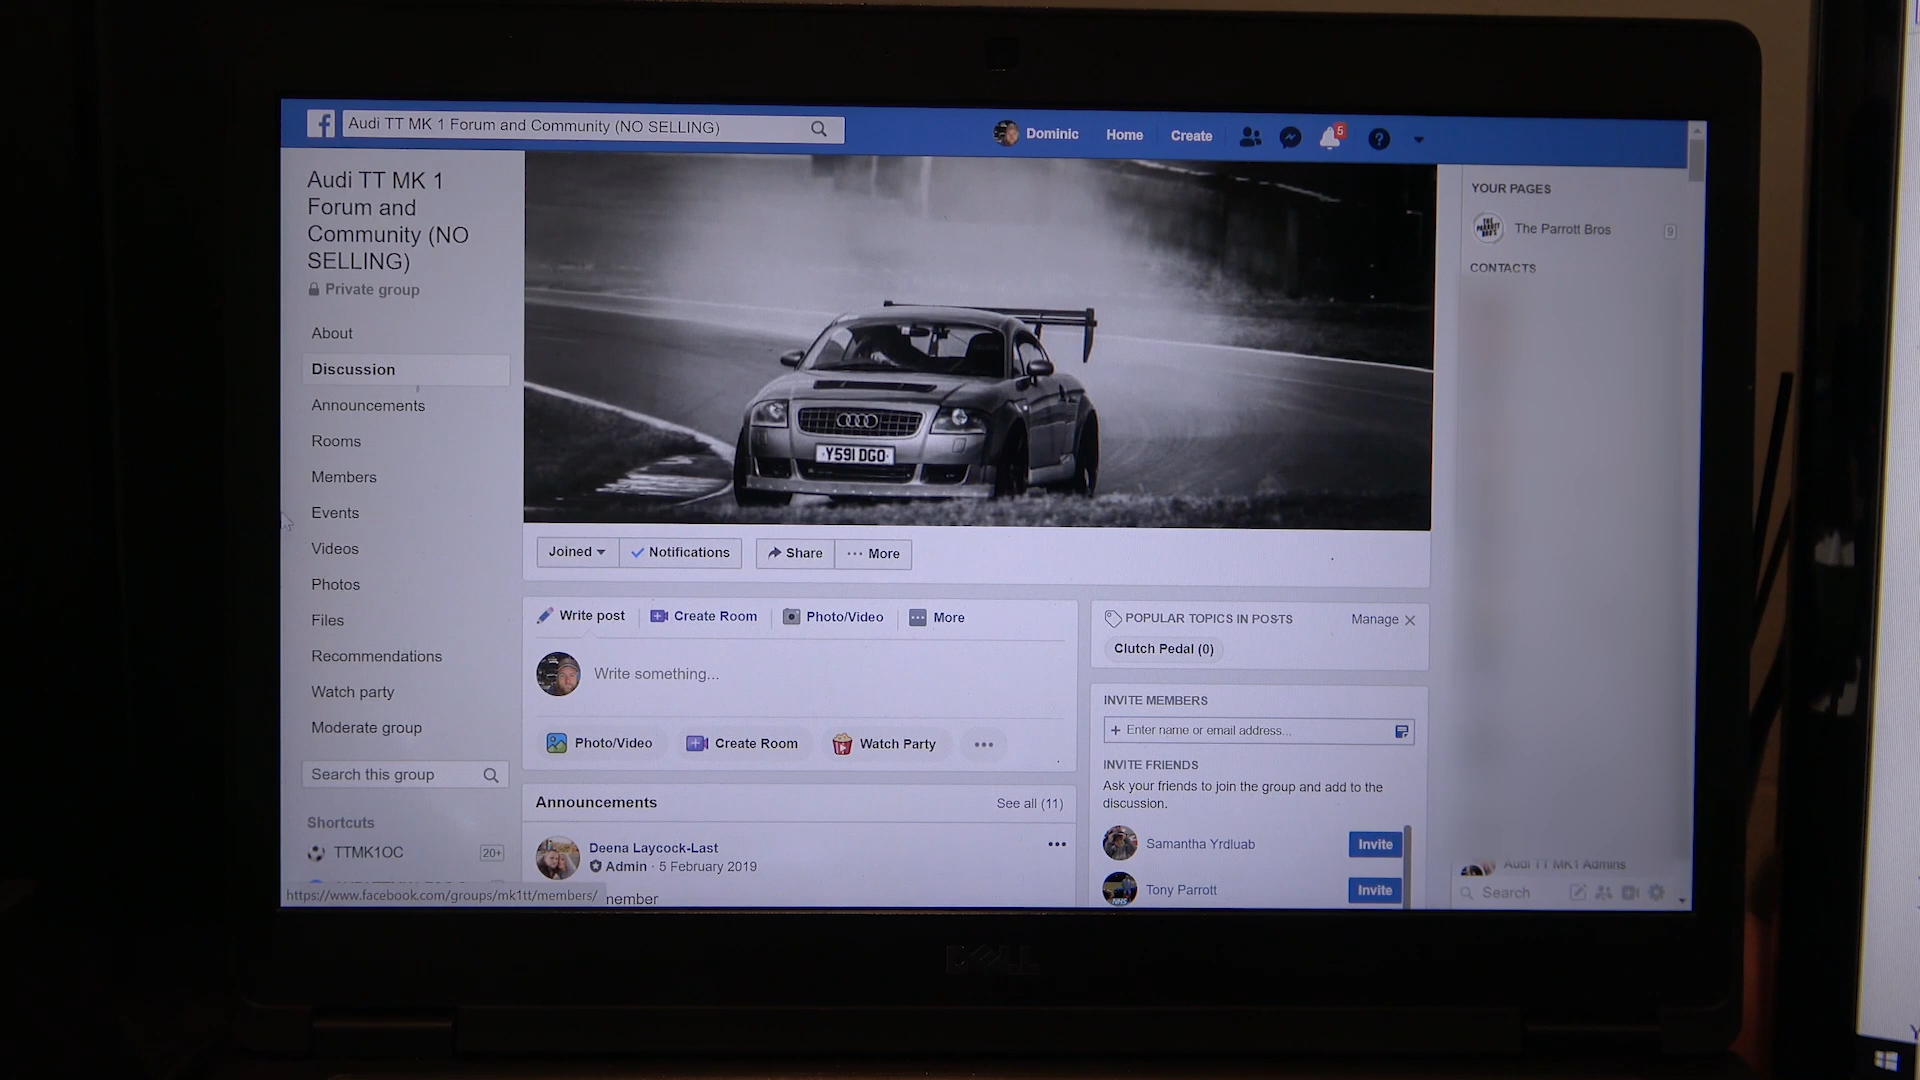 Audi TT MK 1 Forum and Community (NO SELLING)
Dominic
Home
Create
5
Audi TT MK 1
Forum and
Community (NO
SELLING)
Private group
About
Discussion
Announcements
Rooms
Members
Events
Videos
Photos
Files
Recommendations
Watch party
Moderate group
Search this group
Shortcuts
TTMK1OC
20+
https://www.facebook.com/groups/mk1tt/members/
Y591 DGO
Joined
Notifications
Share
More
Write post
Create Room
Photo/Video
More
Write something...
Photo/Video
Create Room
Watch Party
Announcements
See all (11)
Deena Laycock-Last
Admin · 5 February 2019
nember
POPULAR TOPICS IN POSTS
Manage
Clutch Pedal (0)
INVITE MEMBERS
+ Enter name or email address...
INVITE FRIENDS
Ask your friends to join the group and add to the
discussion.
Samantha Yrdluab
Invite
Tony Parrott
Invite
YOUR PAGES
THE PARROTT BROS
The Parrott Bros
9
CONTACTS
Audi TT MK1 Admins
Search
DELL